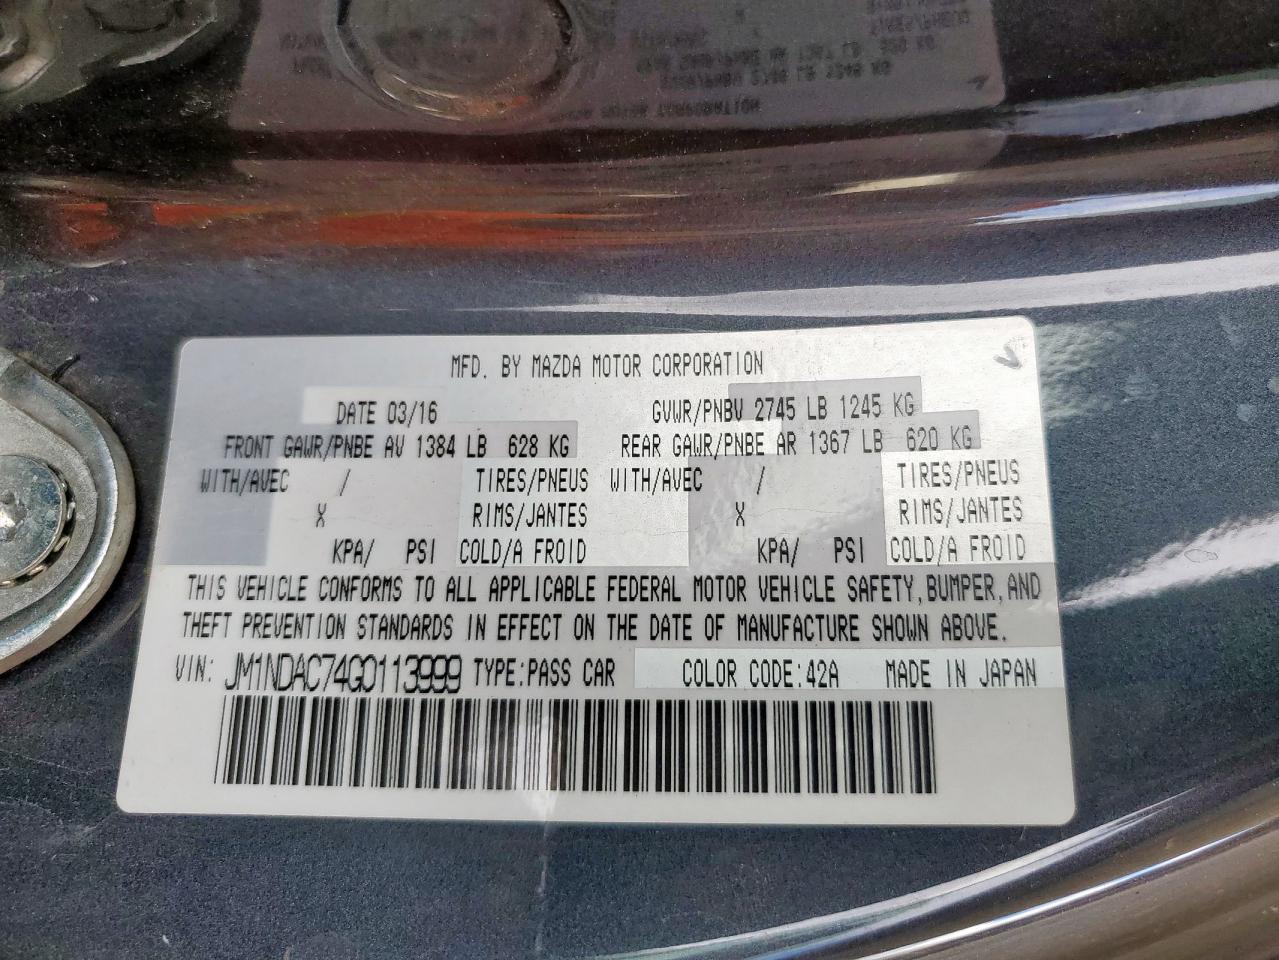 MFD. BY MAZDA MOTOR CORPORATION
DATE 03/16 GVWR/PNBV 2745 LB 1245 KG
FRONT GAWR/PNBE AV 1384 LB 628 KG REAR GAWR/PNBE AR 1367 LB 620 KG
WITH/AVEC / TIRES/PNEUS WITH/AVEC / TIRES/PNEUS
X RIMS/JANTES X RIMS/JANTES
KPA/ PSI COLD/A FROID KPA/ PSI COLD/A FROID
THIS VEHICLE CONFORMS TO ALL APPLICABLE FEDERAL MOTOR VEHICLE SAFETY, BUMPER, AND
THEFT PREVENTION STANDARDS IN EFFECT ON THE DATE OF MANUFACTURE SHOWN ABOVE.
VIN: JM1NDAC74G0113999 TYPE:PASS CAR COLOR CODE:42A MADE IN JAPAN